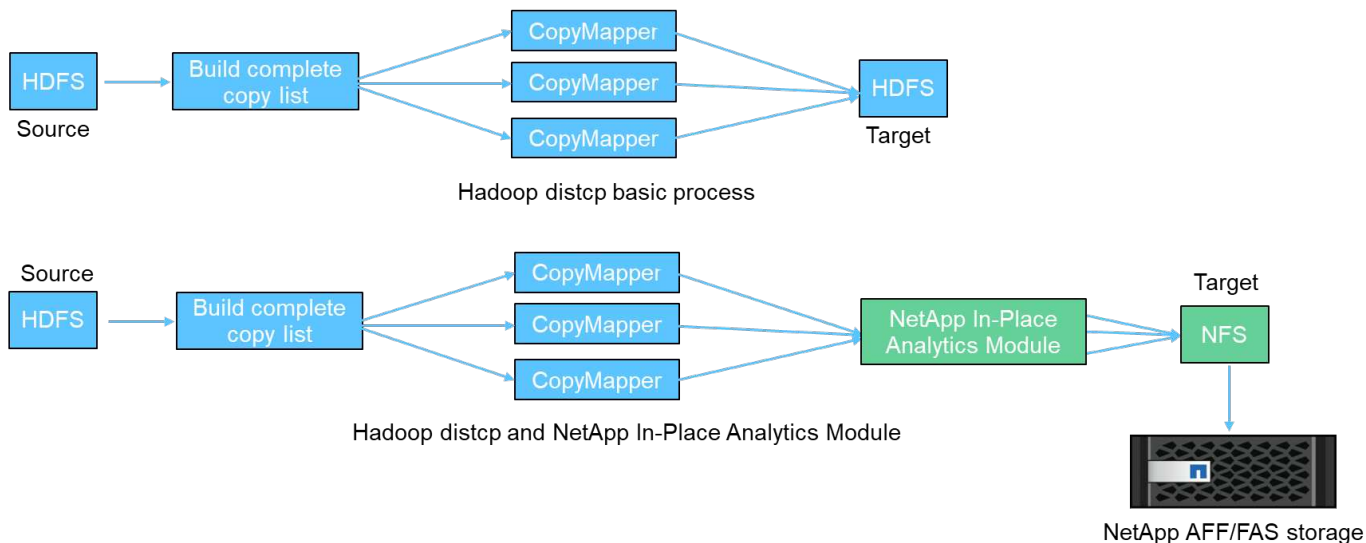 CopyMapper
HDFS
Build complete
copy list
CopyMapper
HDFS
Source
CopyMapper
Target
Hadoop distcp basic process
Source
CopyMapper
Target
HDFS
Build complete
copy list
CopyMapper
NetApp In-Place
Analytics Module
NFS
CopyMapper
Hadoop distcp and NetApp In-Place Analytics Module
NetApp AFF/FAS storage